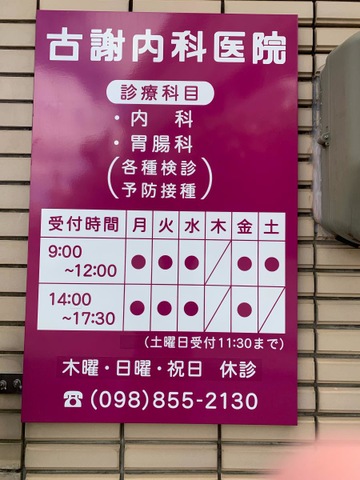 古謝内科医院
診療科目
・内科
・胃腸科
(各種検診
予防接種)
受付時間 月 火 水 木 金 土
9:00 ~12:00 ● ● ● ／ ● ●
14:00 ~17:30 ● ● ● ／ ● ／
(土曜日受付11:30まで)
木曜・日曜・祝日 休診
☎(098)855-2130